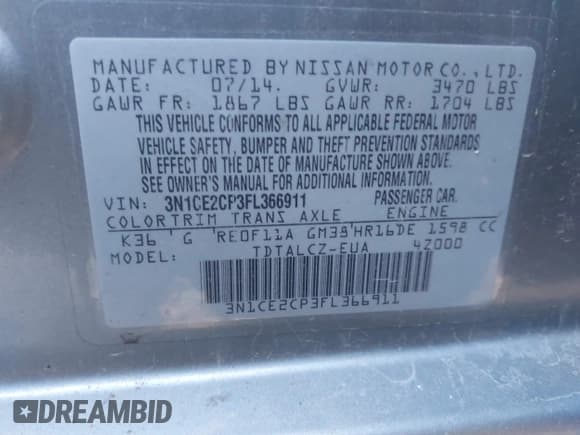 MANUFACTURED BY NISSAN MOTOR CO., LTD.
DATE: 07/14. GVWR: 3470 LBS
GAWR FR: 1867 LBS GAWR RR: 1704 LBS
THIS VEHICLE CONFORMS TO ALL APPLICABLE FEDERAL MOTOR
VEHICLE SAFETY, BUMPER AND THEFT PREVENTION STANDARDS
IN EFFECT ON THE DATE OF MANUFACTURE SHOWN ABOVE.
SEE OWNER'S MANUAL FOR ADDITIONAL INFORMATION.
VIN: 3N1CE2CP3FL366911 PASSENGER CAR.
COLOR TRIM TRANS AXLE ENGINE
K36 G RE0F11A GM38 HR16DE 1598 CC
MODEL: TDTALCZ-EUA 4Z000
3N1CE2CP3FL366911
DREAMBID